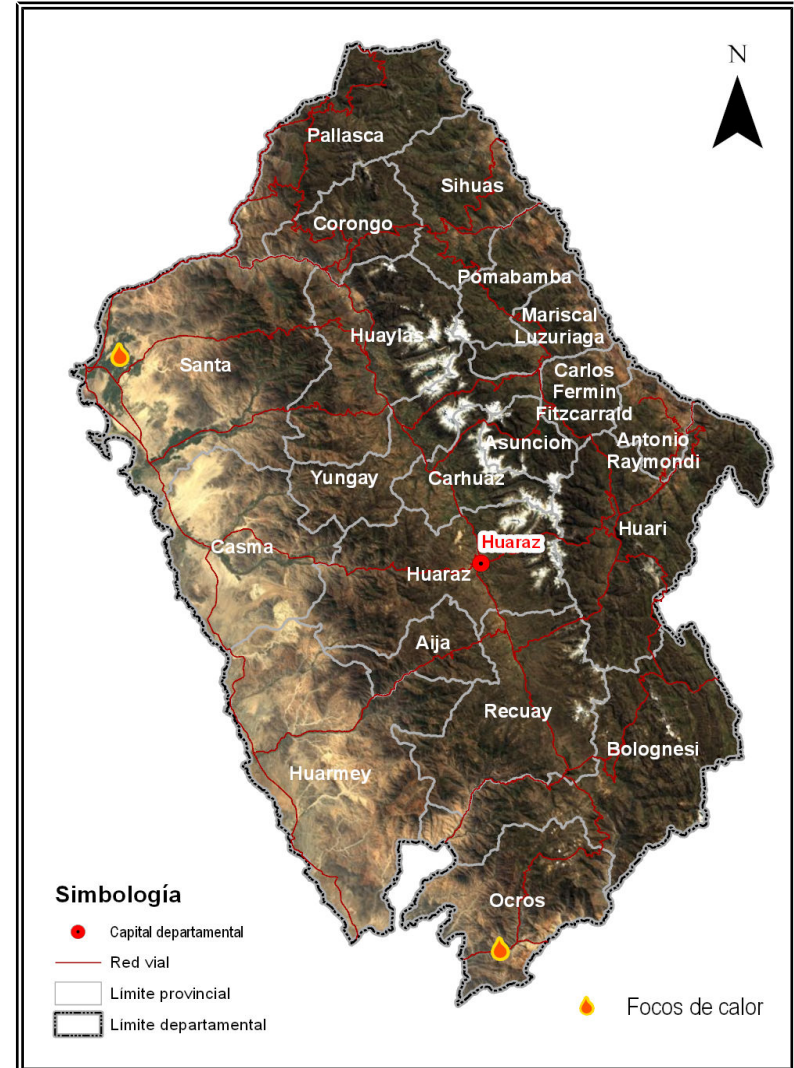 N
Pallasca
Sihuas
Corongo
Pomabamba
Mariscal
Luzuriaga
Huaylas
Santa
Carlos
Fermin
Fitzcarrald
Asuncion
Antonio
Raymondi
Yungay
Carhuaz
Huari
Casma
Huaraz
Huaraz
Aija
Recuay
Bolognesi
Huarmey
Ocros
Simbología
Capital departamental
Red vial
Límite provincial
Límite departamental
Focos de calor